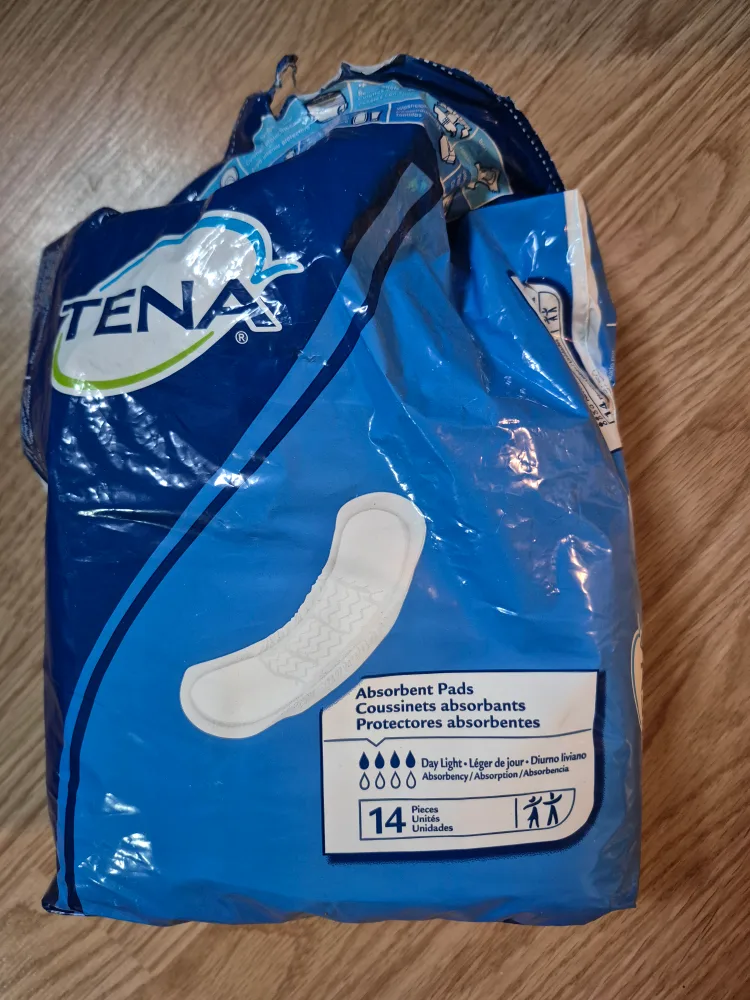 TENA
®
Absorbent Pads
Coussinets absorbants
Protectores absorbentes
Day Light • Léger de jour • Diurno liviano
Absorbency / Absorption / Absorbencia
14
Pieces
Unités
Unidades
14